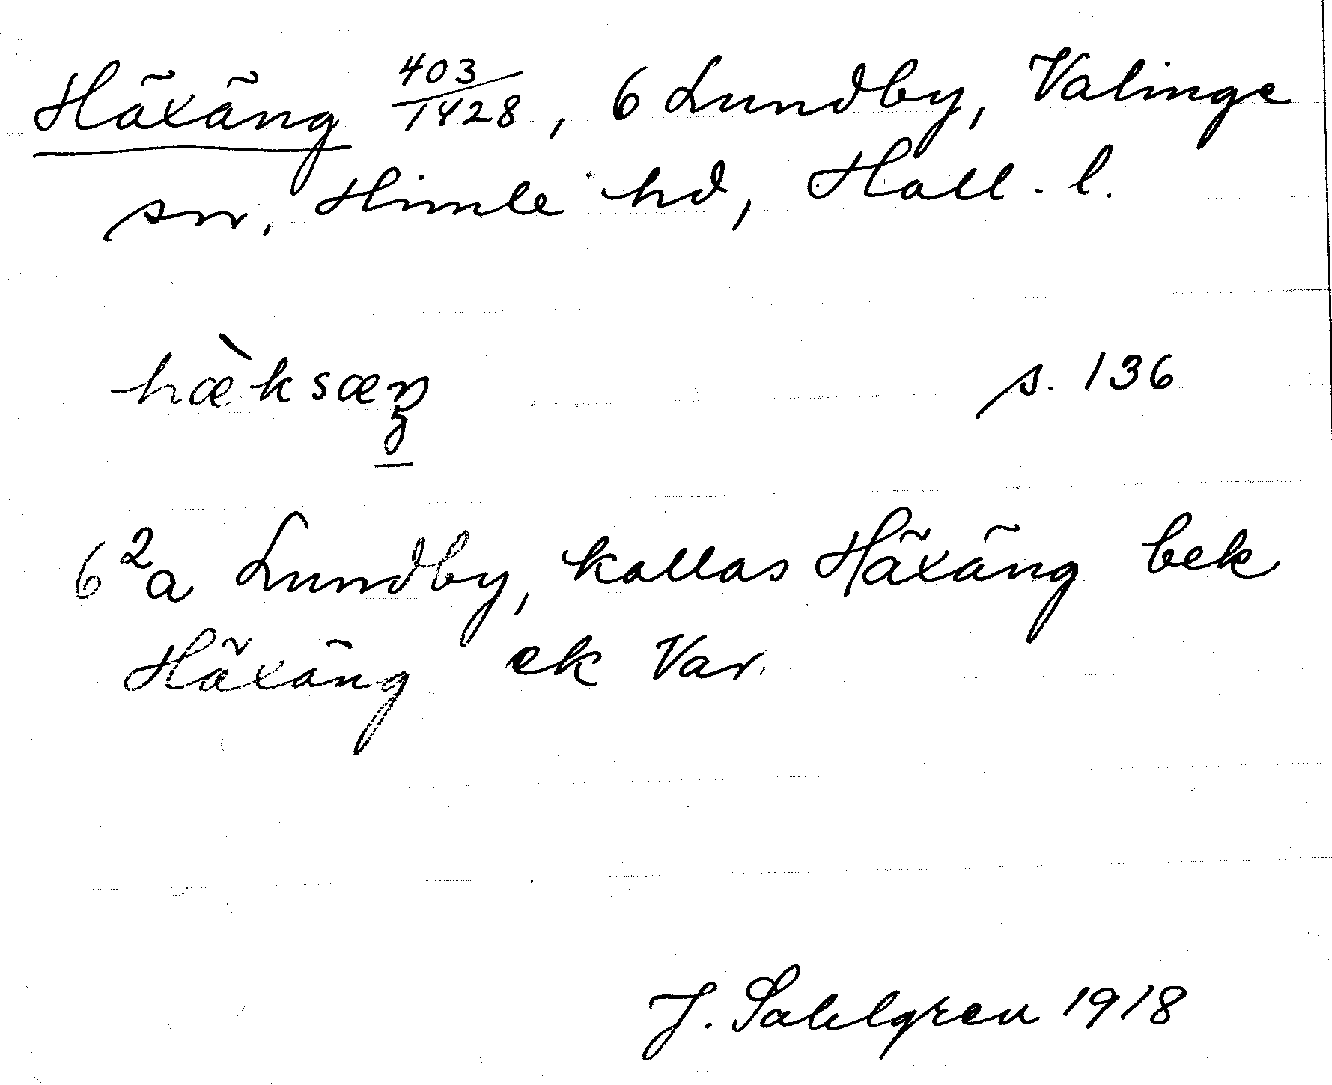 Häxäng 403/1428, 6 Lundby, Valinge
sn, Himle hd, Hall. l.
hæ̀ksæŋ s. 136
6²a Lundby, kallas Häxäng bek
Häxäng ek Var.
J. Sahlgren 1918